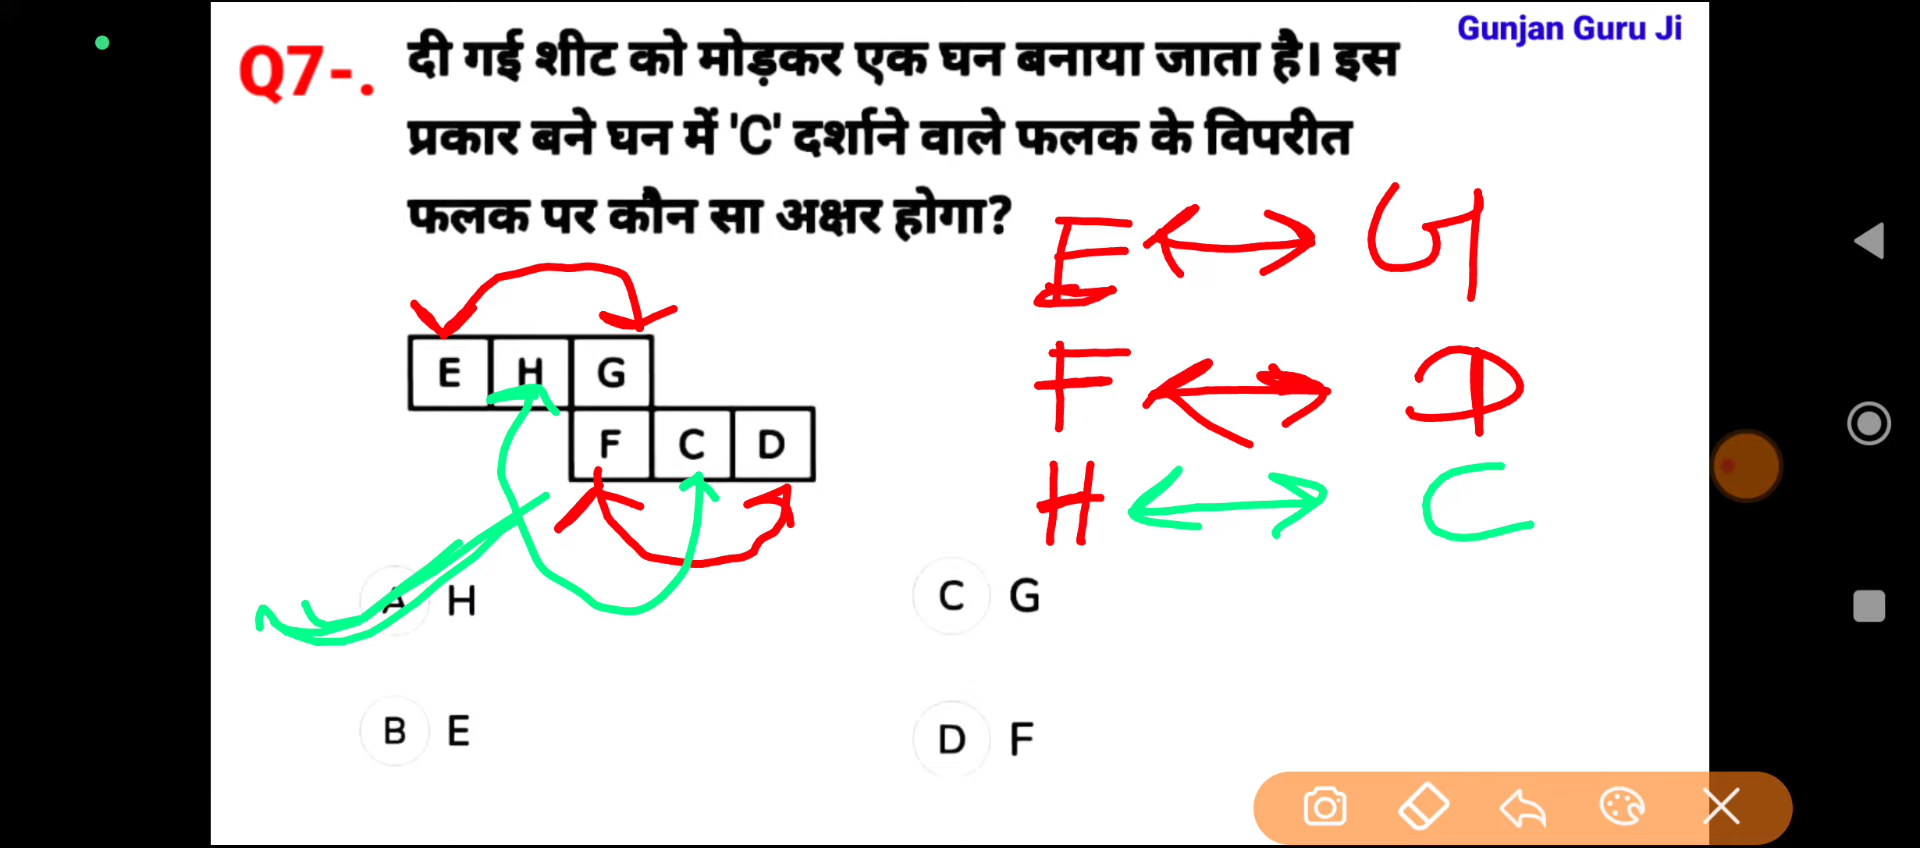 Gunjan Guru Ji
Q7-. दी गई शीट को मोड़कर एक घन बनाया जाता है। इस
प्रकार बने घन में 'C' दर्शाने वाले फलक के विपरीत
फलक पर कौन सा अक्षर होगा?
E G
E H G
F D
F C D
H C
A H
C G
B E
D F